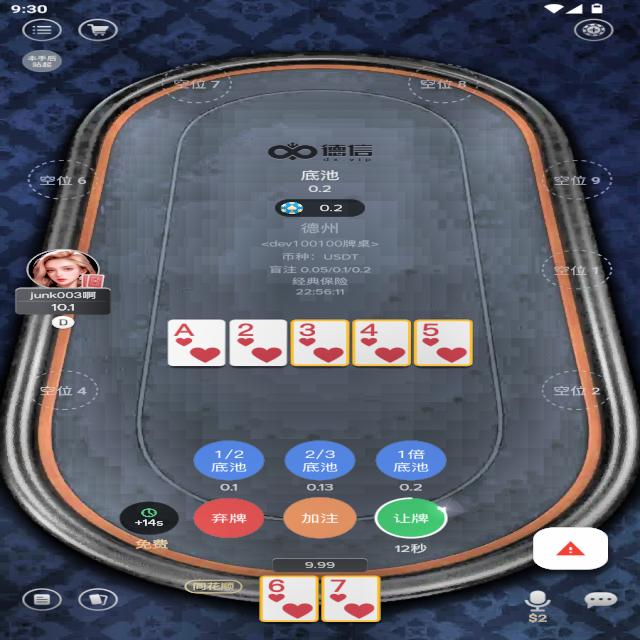 9:30
本手后
站起
空位 7
空位 8
德信
dx.vip
底池
0.2
0.2
德州
<dev100100牌桌>
币种：USDT
盲注 0.05/0.1/0.2
经典保险
22:56:11
空位 6
空位 9
空位 1
junk003啊
10.1
D
A
2
3
4
5
空位 4
空位 2
1/2
底池
2/3
底池
1倍
底池
0.1
0.13
0.2
+14s
弃牌
加注
让牌
免费
12秒
9.99
同花顺
6
7
$2